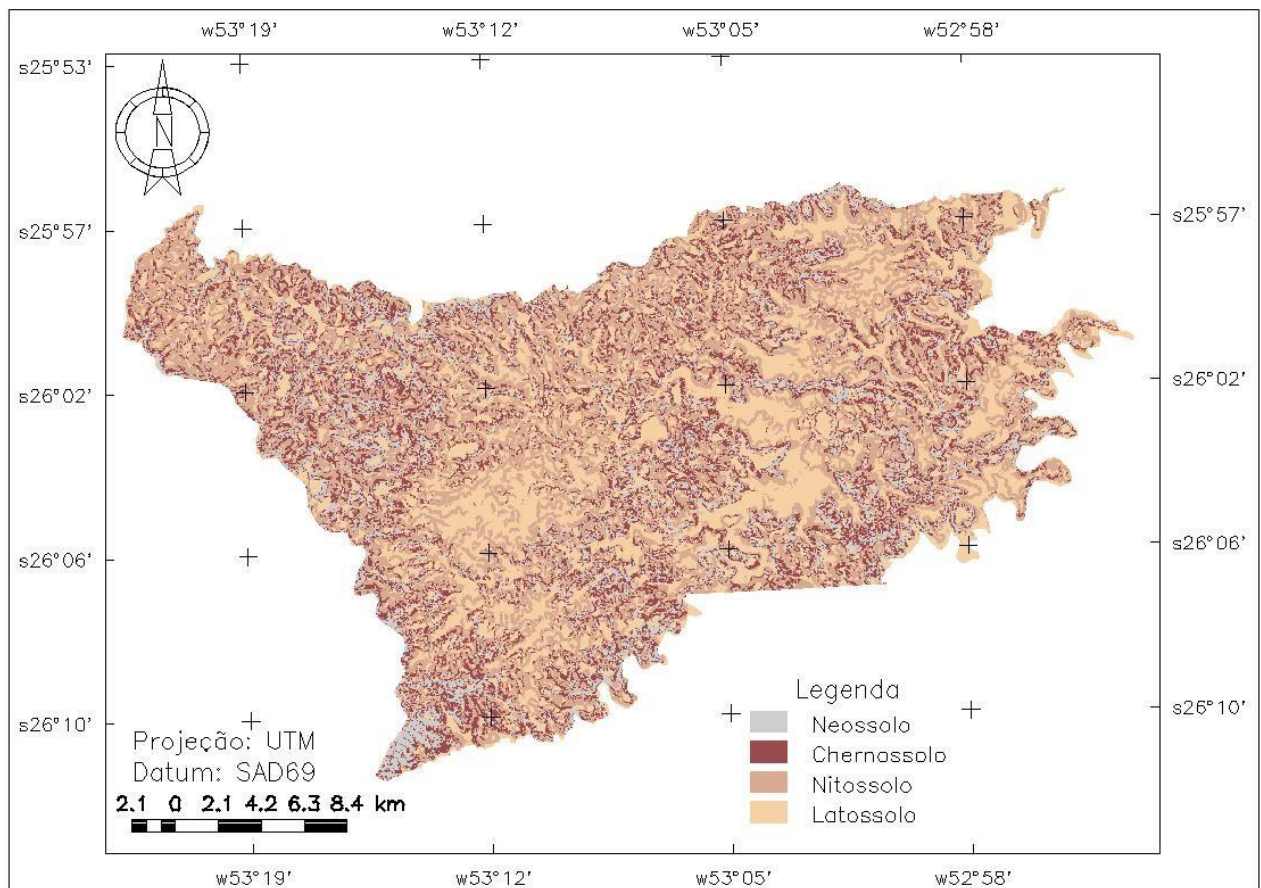 w53°19' w53°12' w53°05' w52°58'
s25°53'
N
s25°57' s25°57'
s26°02' s26°02'
s26°06' s26°06'
s26°10' s26°10'
Legenda
Neossolo
Chernossolo
Nitossolo
Latossolo
Projeção: UTM
Datum: SAD69
2.1 0 2.1 4.2 6.3 8.4 km
w53°19' w53°12' w53°05' w52°58'